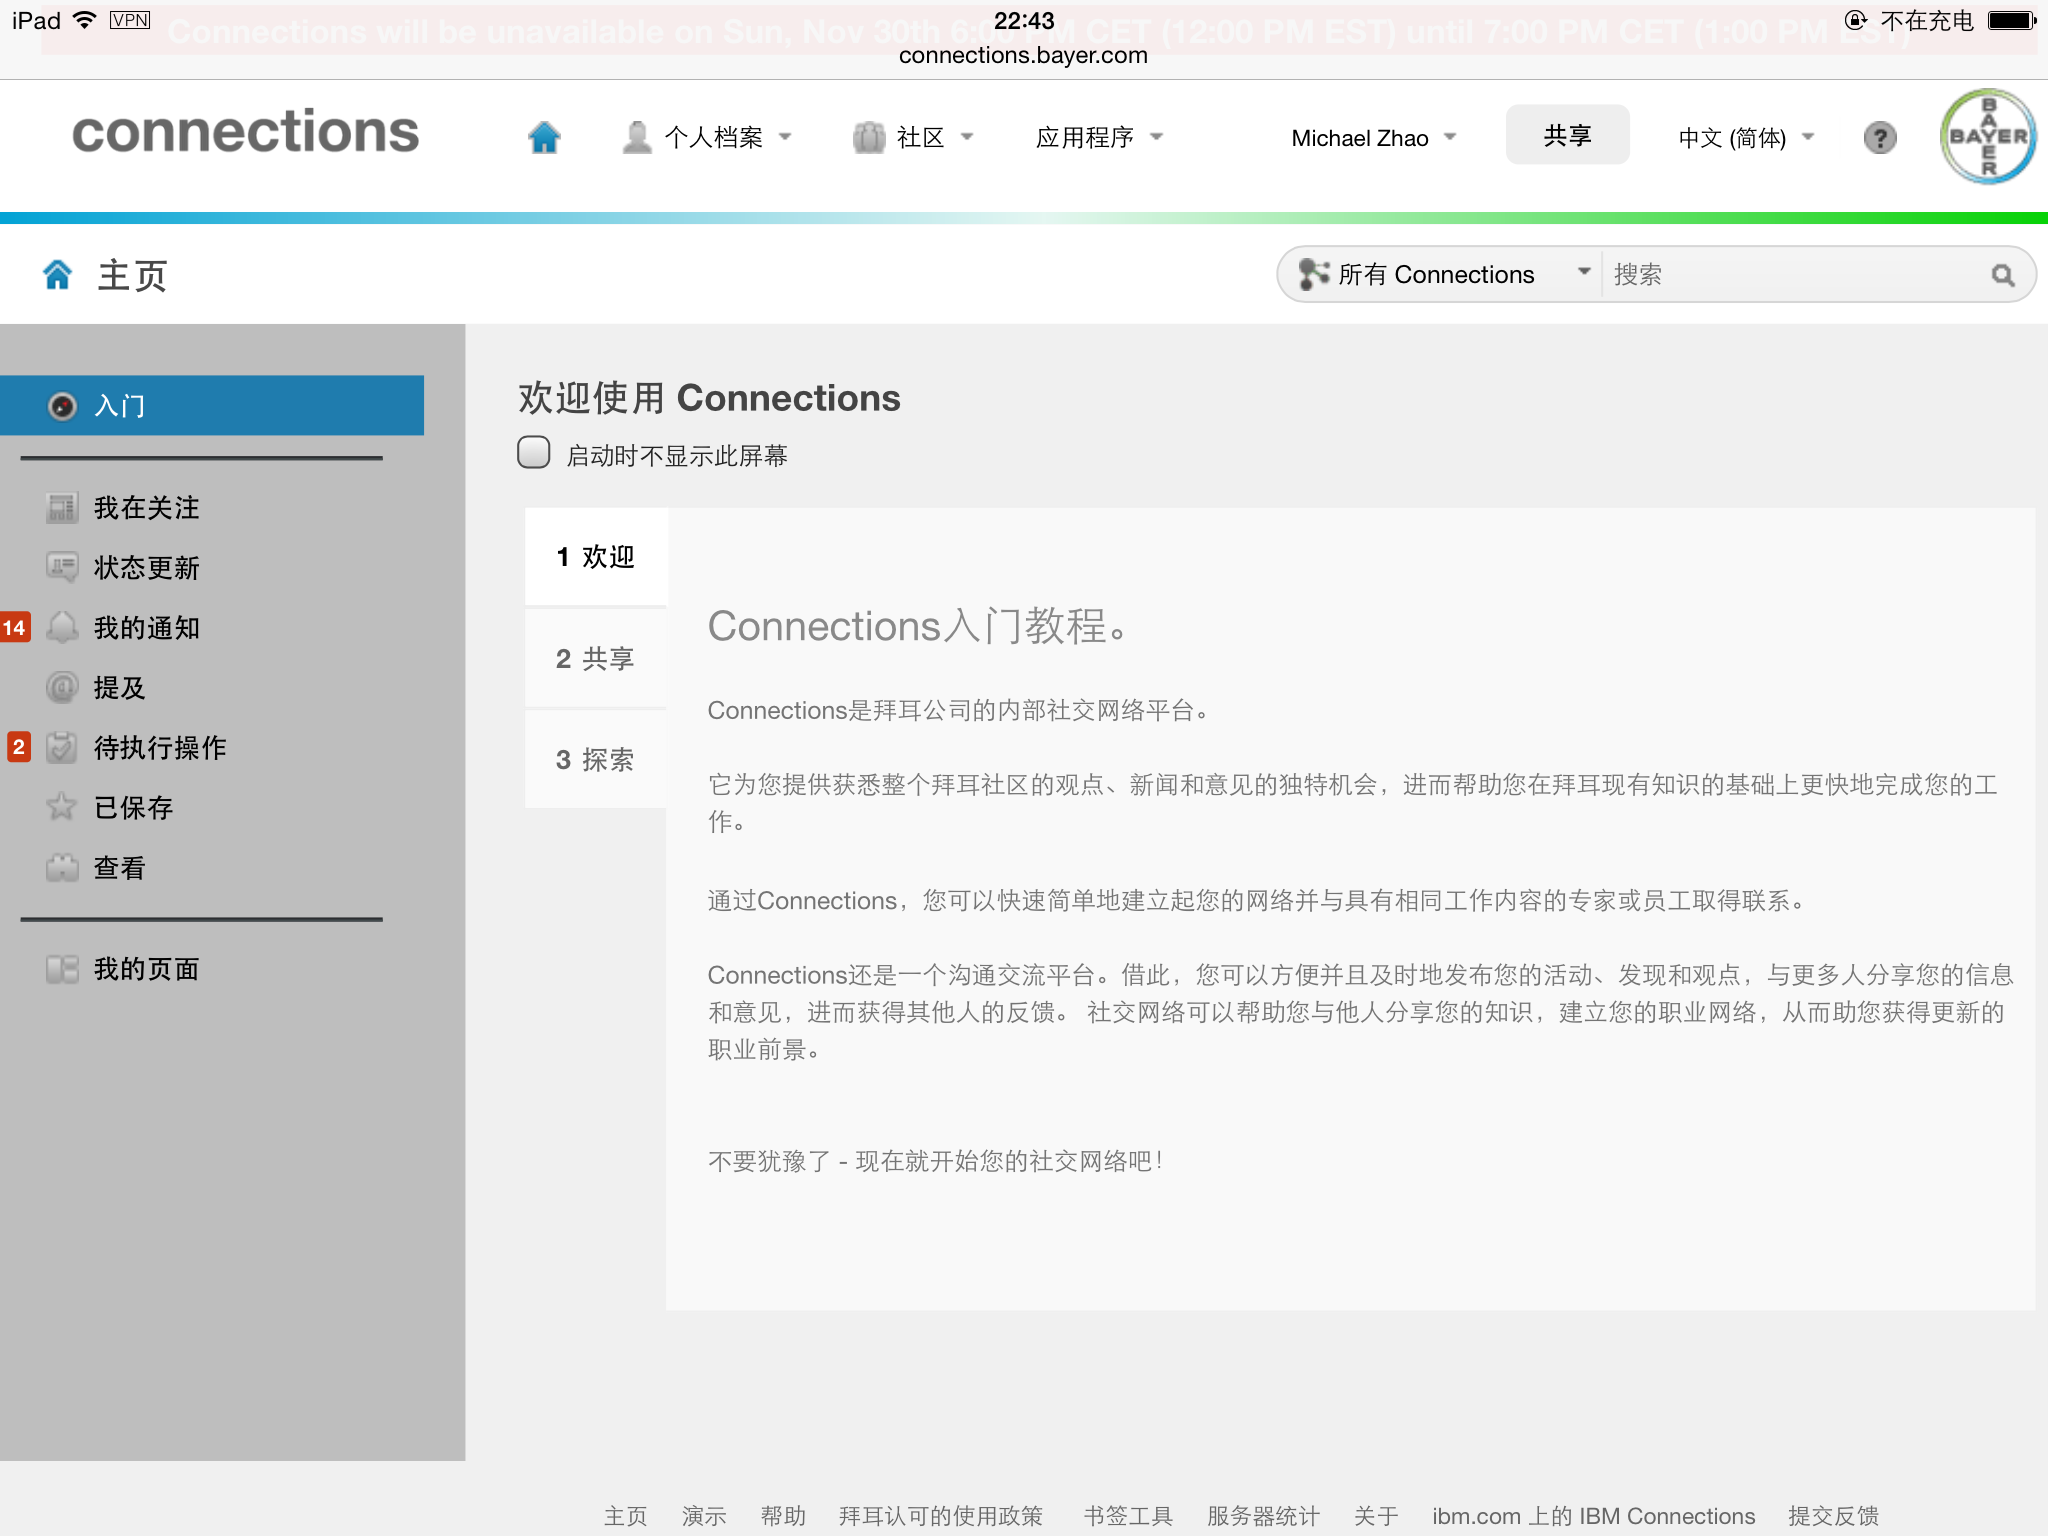 iPad VPN 22:43 不在充电
Connections will be unavailable on Sun, Nov 30th 6:00 PM CET (12:00 PM EST) until 7:00 PM CET (1:00 PM EST)
connections.bayer.com
connections 个人档案 社区 应用程序 Michael Zhao 共享 中文 (简体) ? BAYER BAYER
主页 所有 Connections 搜索
入门
我在关注
状态更新
14 我的通知
提及
2 待执行操作
已保存
查看
我的页面
欢迎使用 Connections
启动时不显示此屏幕
1 欢迎
2 共享
3 探索
Connections入门教程。
Connections是拜耳公司的内部社交网络平台。
它为您提供获悉整个拜耳社区的观点、新闻和意见的独特机会，进而帮助您在拜耳现有知识的基础上更快地完成您的工
作。
通过Connections，您可以快速简单地建立起您的网络并与具有相同工作内容的专家或员工取得联系。
Connections还是一个沟通交流平台。借此，您可以方便并且及时地发布您的活动、发现和观点，与更多人分享您的信息
和意见，进而获得其他人的反馈。 社交网络可以帮助您与他人分享您的知识，建立您的职业网络，从而助您获得更新的
职业前景。
不要犹豫了 - 现在就开始您的社交网络吧！
主页 演示 帮助 拜耳认可的使用政策 书签工具 服务器统计 关于 ibm.com 上的 IBM Connections 提交反馈